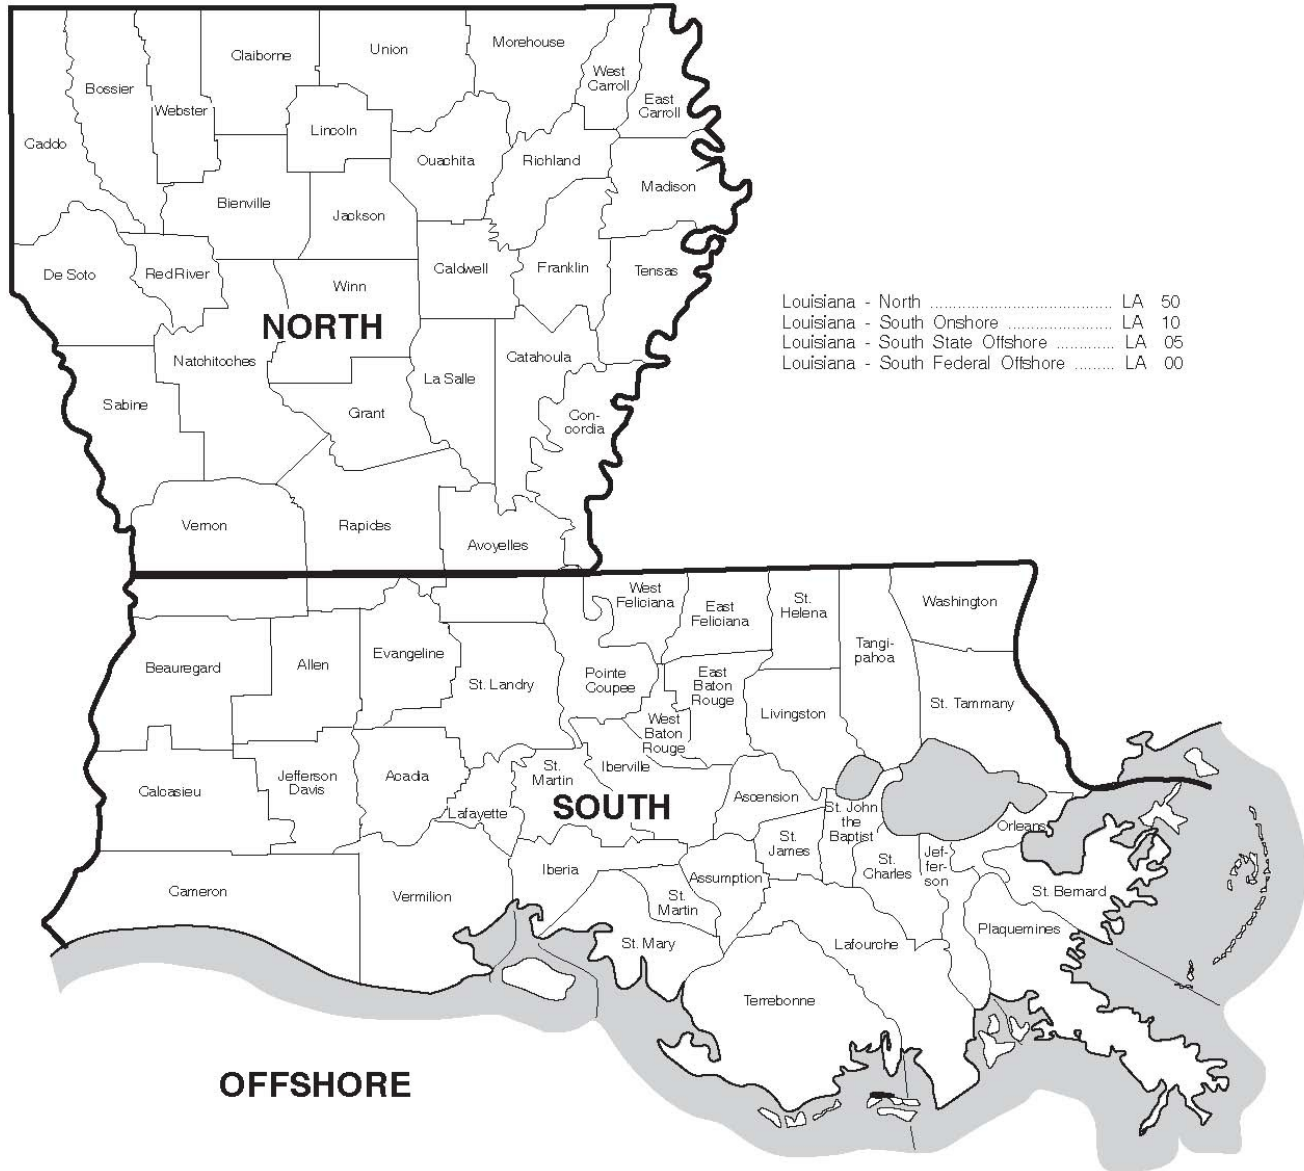 Claiborne
Union
Morehouse
West
Carroll
Bossier
Webster
East
Carroll
Lincoln
Caddo
Ouachita
Richland
Madison
Bienville
Jackson
De Soto
Red River
Caldwell
Franklin
Tensas
Winn
NORTH
Louisiana - North ........................................ LA 50
Louisiana - South Onshore ....................... LA 10
Louisiana - South State Offshore ............. LA 05
Louisiana - South Federal Offshore ......... LA 00
Natchitoches
Catahoula
La Salle
Sabine
Grant
Con-
cordia
Vernon
Rapides
Avoyelles
West
Feliciana
East
Feliciana
St.
Helena
Washington
Tangi-
pahoa
Beauregard
Allen
Evangeline
St. Landry
Pointe
Coupee
East
Baton
Rouge
St. Tammany
Livingston
West
Baton
Rouge
Calcasieu
Jefferson
Davis
Acadia
St.
Martin
Iberville
SOUTH
Lafayette
Ascension
St. John
the
Baptist
Orleans
St.
James
St.
Charles
Jef-
fer-
son
Cameron
Vermilion
Iberia
Assumption
St.
Martin
St. Bernard
St. Mary
Lafourche
Plaquemines
Terrebonne
OFFSHORE